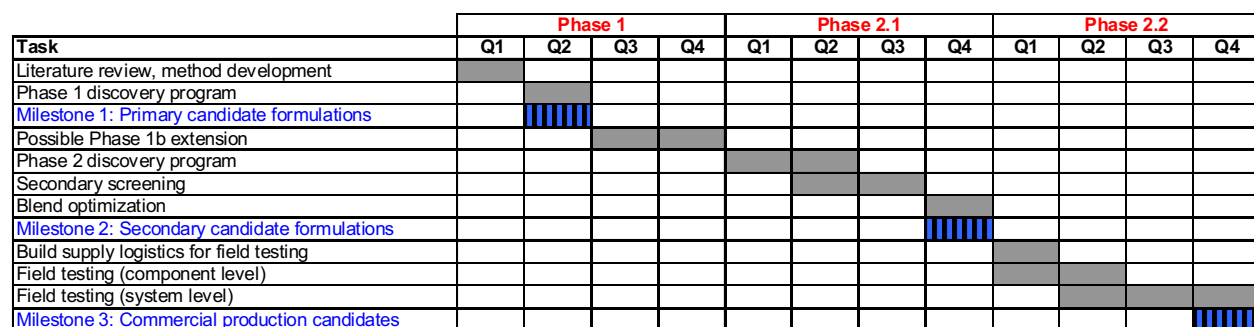 Phase 1 Phase 2.1 Phase 2.2
Task Q1 Q2 Q3 Q4 Q1 Q2 Q3 Q4 Q1 Q2 Q3 Q4
Literature review, method development
Phase 1 discovery program
Milestone 1: Primary candidate formulations
Possible Phase 1b extension
Phase 2 discovery program
Secondary screening
Blend optimization
Milestone 2: Secondary candidate formulations
Build supply logistics for field testing
Field testing (component level)
Field testing (system level)
Milestone 3: Commercial production candidates